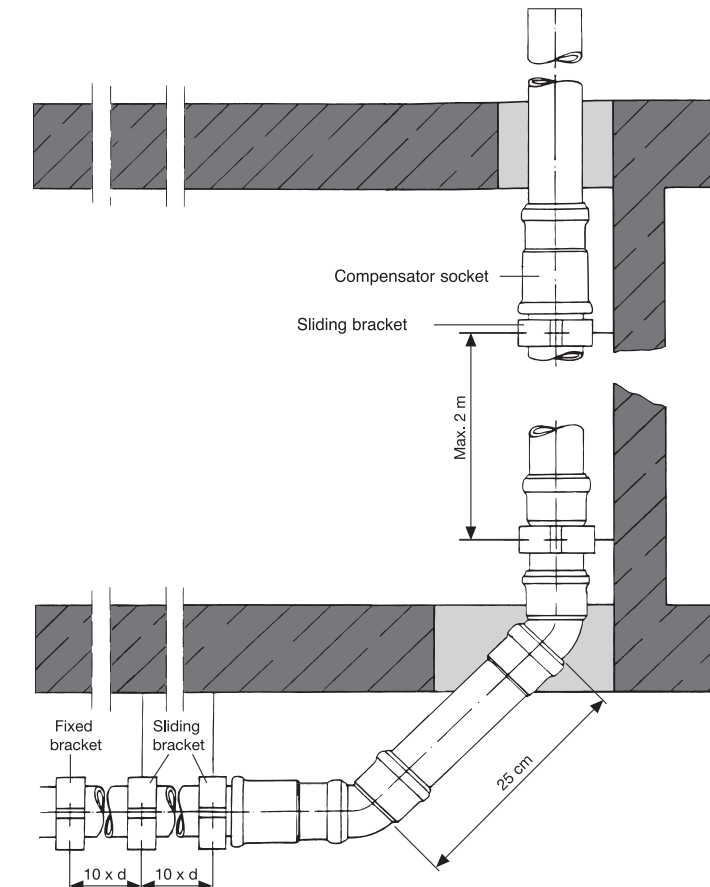 Compensator socket
Sliding bracket
Max. 2 m
Fixed
bracket
Sliding
bracket
25 cm
10 x d
10 x d